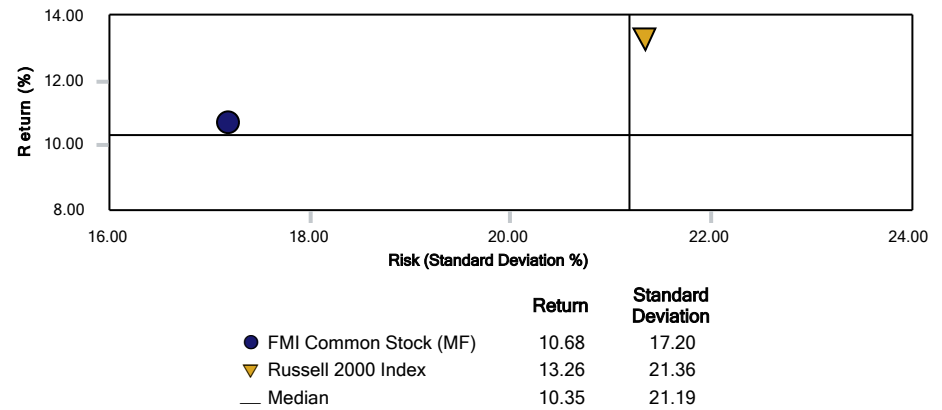 14.00
12.00
10.00
8.00
Return (%)
16.00 18.00 20.00 22.00 24.00
Risk (Standard Deviation %)
Return Standard Deviation
FMI Common Stock (MF) 10.68 17.20
Russell 2000 Index 13.26 21.36
Median 10.35 21.19